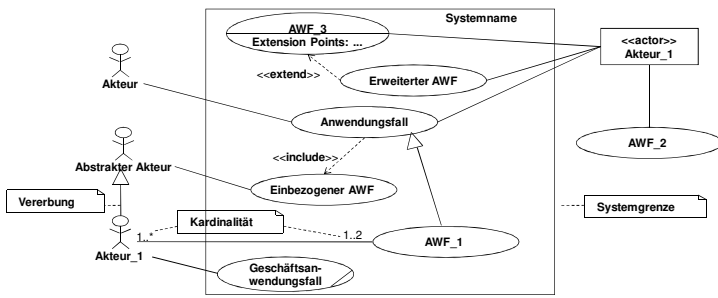 Systemname
AWF_3
Extension Points: ...
<<actor>>
Akteur_1
<<extend>>
Erweiterter AWF
Akteur
Anwendungsfall
AWF_2
<<include>>
Abstrakter Akteur
Einbezogener AWF
Vererbung
Systemgrenze
Kardinalität
1..*
1..2
AWF_1
Akteur_1
Geschäftsan-
wendungsfall